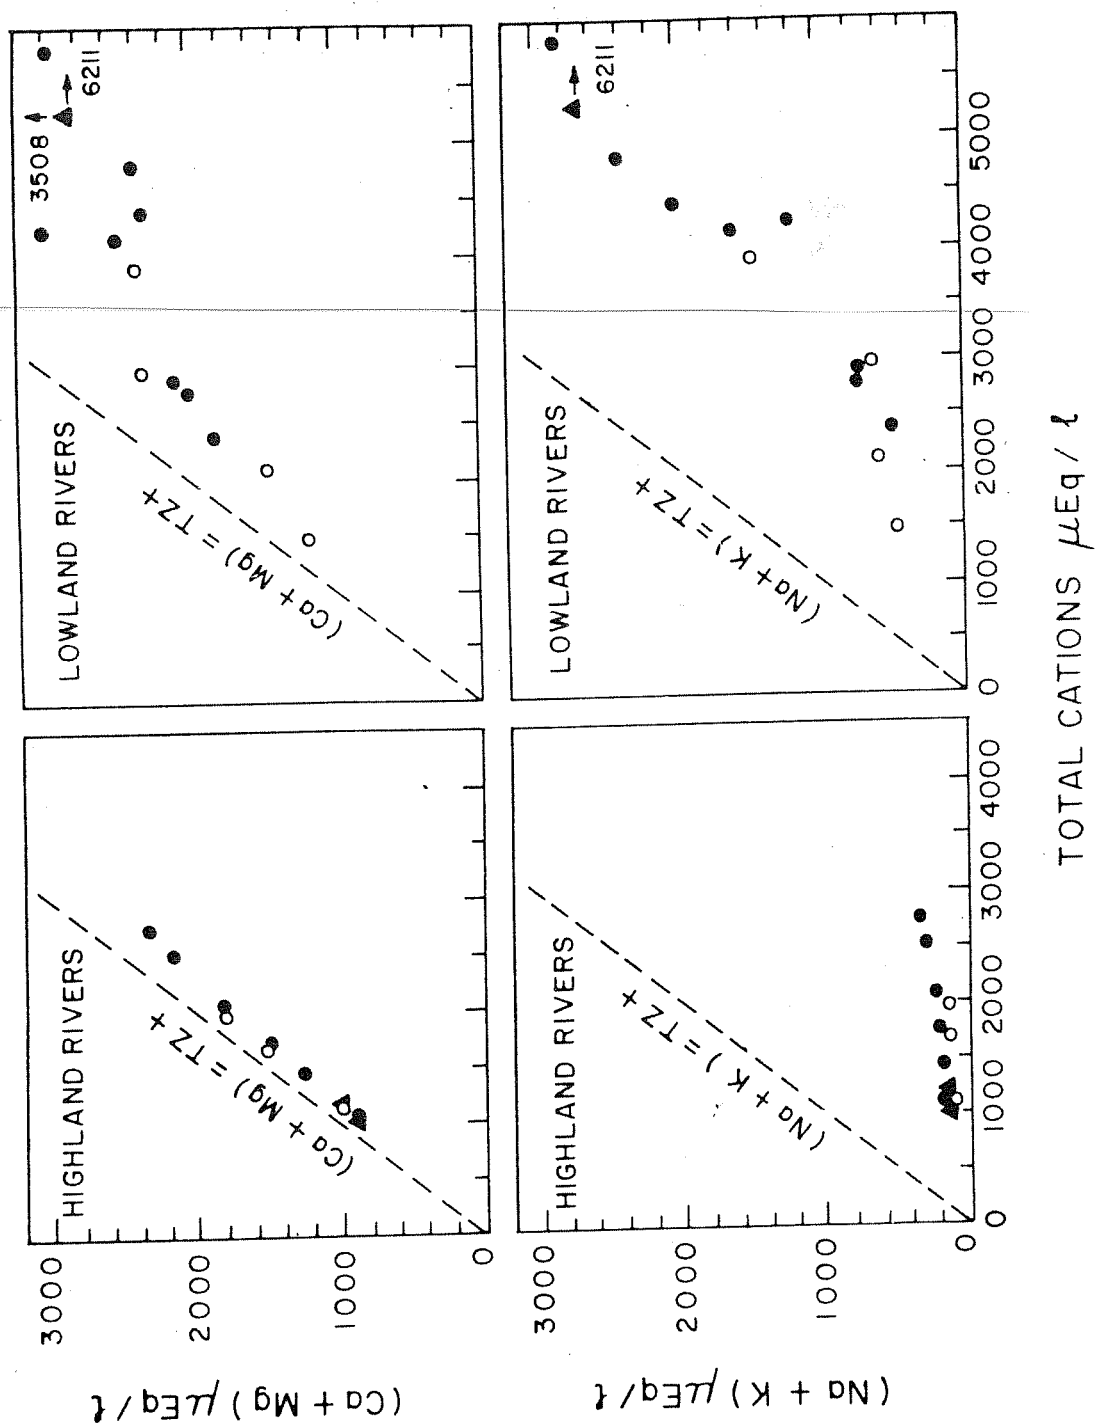 (Ca + Mg) μEq / ℓ
3000
2000
1000
0
HIGHLAND RIVERS
(Ca + Mg) = TZ+
LOWLAND RIVERS
(Ca + Mg) = TZ+
3508
6211
(Na + K) μEq / ℓ
3000
2000
1000
0
HIGHLAND RIVERS
(Na + K) = TZ+
LOWLAND RIVERS
(Na + K) = TZ+
6211
0 1000 2000 3000 4000
0 1000 2000 3000 4000 5000
TOTAL CATIONS μEq / ℓ